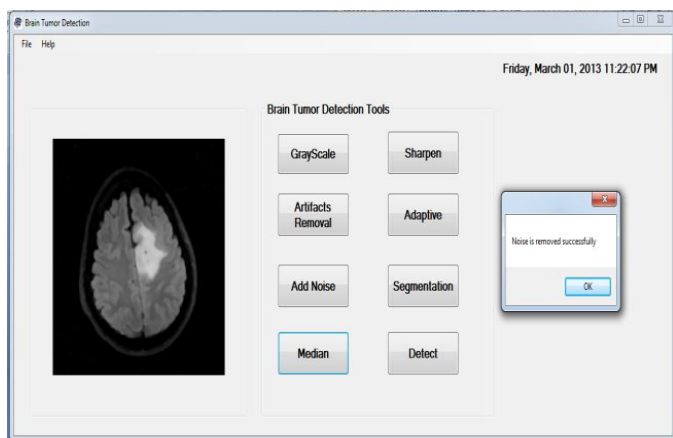 Brain Tumor Detection
File Help
Friday, March 01, 2013 11:22:07 PM
Brain Tumor Detection Tools
GrayScale
Sharpen
Artifacts
Removal
Adaptive
Add Noise
Segmentation
Median
Detect
Noise is removed successfully
OK